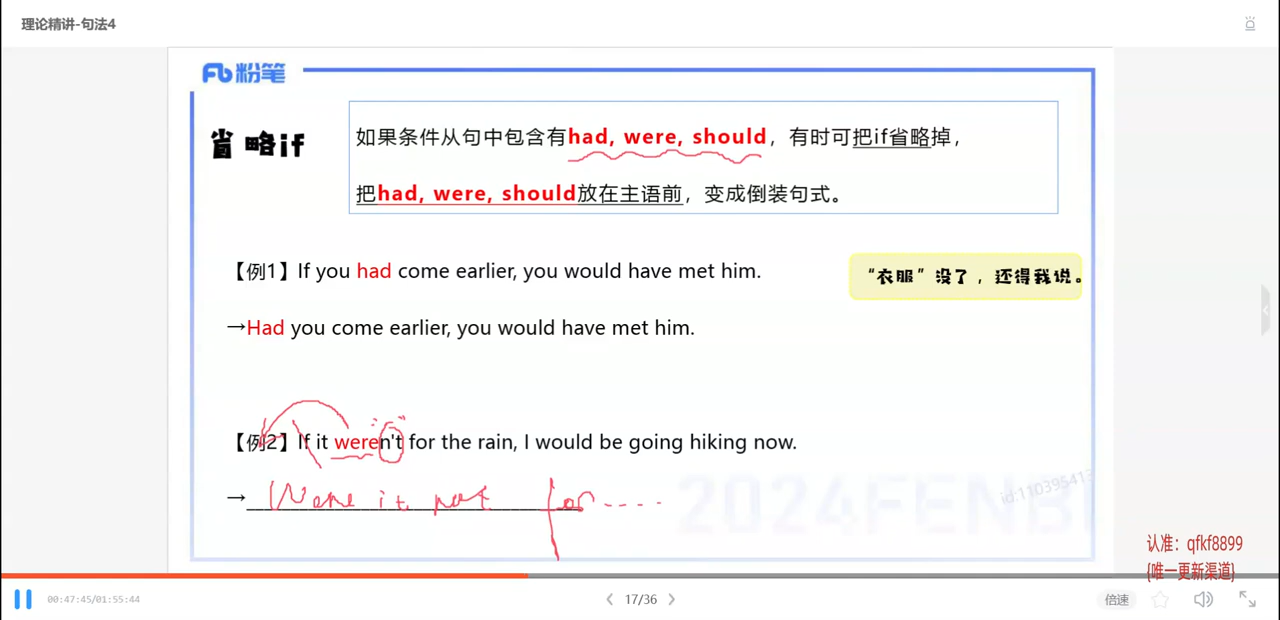 理论精讲-句法4
粉笔
省略if
如果条件从句中包含有had, were, should，有时可把if省略掉，
把had, were, should放在主语前，变成倒装句式。
【例1】If you had come earlier, you would have met him.
“衣服”没了，还得我说。
→Had you come earlier, you would have met him.
【例2】If it weren't for the rain, I would be going hiking now.
→ Were it not for....
2024FENBI
id:110395413
认准：qfkf8899
{唯一更新渠道}
00:47:45/01:55:44
17/36
倍速